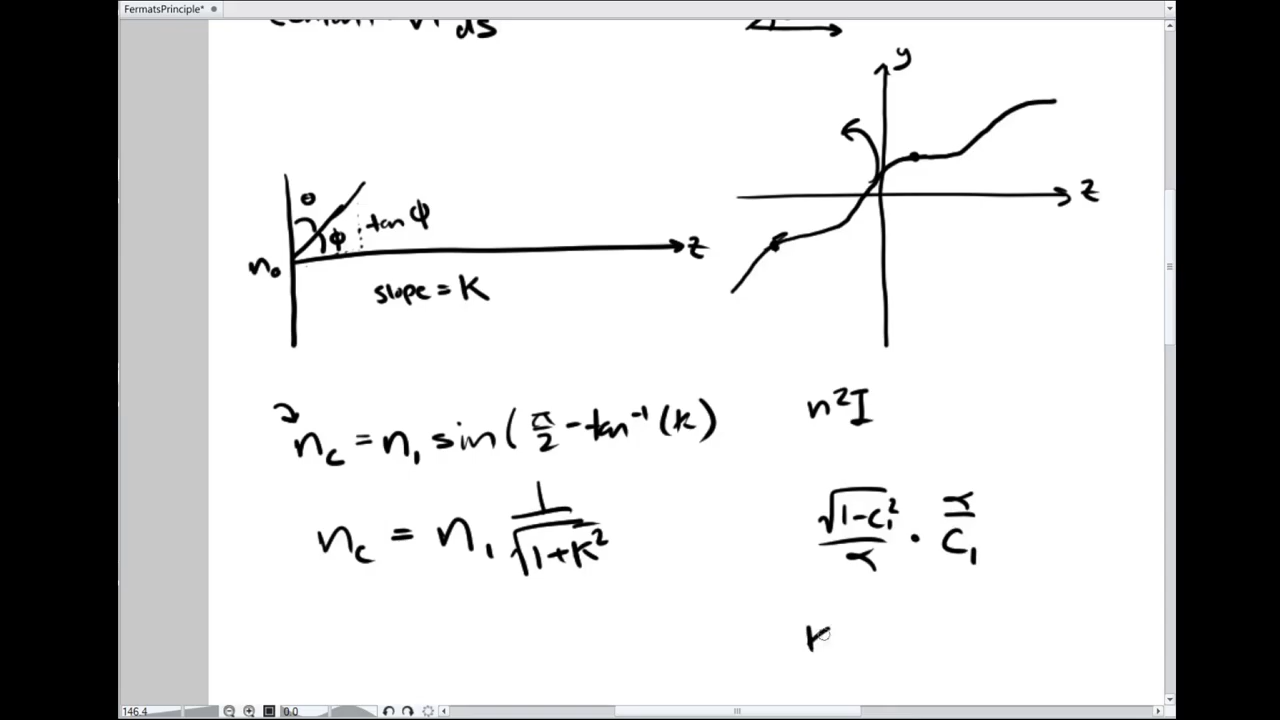 FermatsPrinciple*
ds
y
z
θ
tan ϕ
ϕ
n₀
z
slope = K
n_c = n₁ sin( π/2 - tan⁻¹(k)
n²I
n_c = n₁ 1/√(1+K²)
√(1-C₁²)/α · α/C₁
K
146.4
0.0